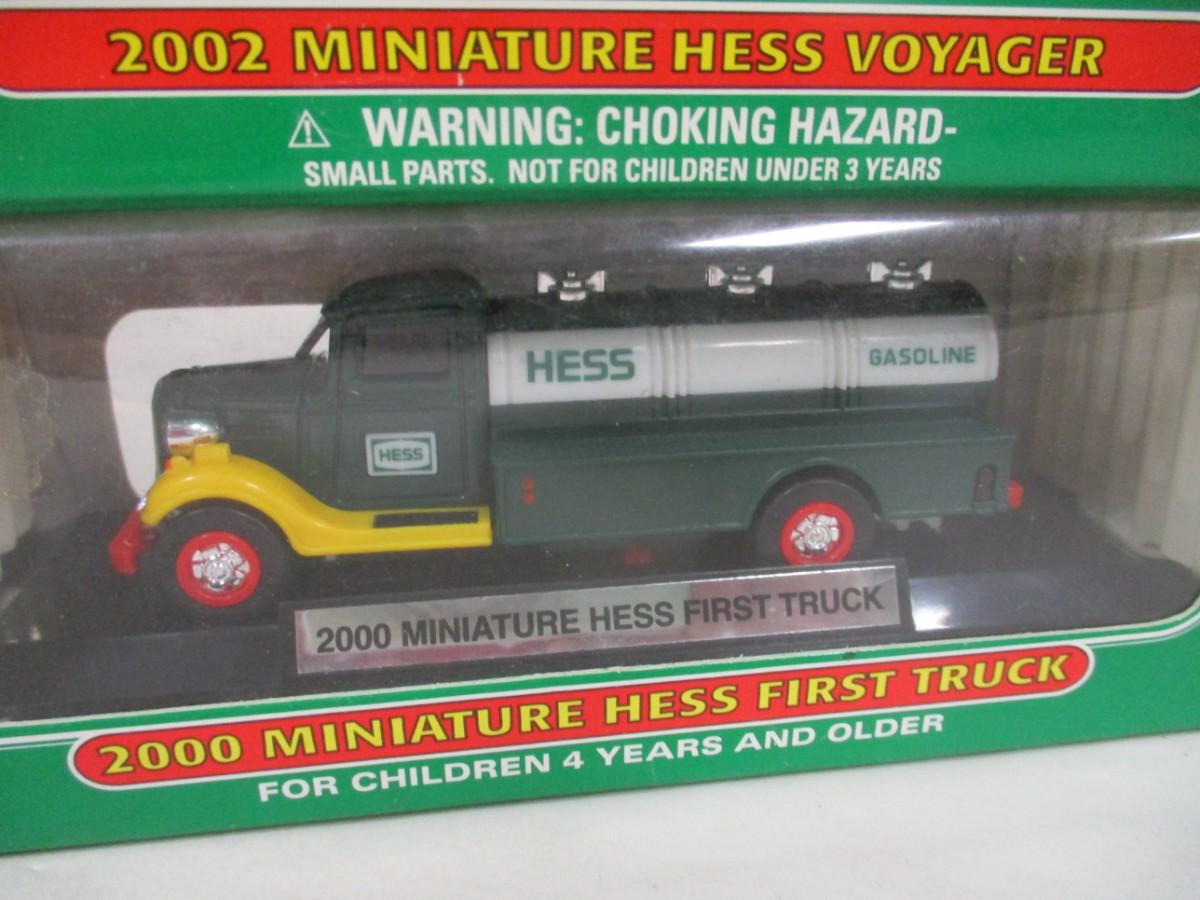 2002 MINIATURE HESS VOYAGER
WARNING: CHOKING HAZARD-
SMALL PARTS. NOT FOR CHILDREN UNDER 3 YEARS
HESS
GASOLINE
HESS
2000 MINIATURE HESS FIRST TRUCK
2000 MINIATURE HESS FIRST TRUCK
FOR CHILDREN 4 YEARS AND OLDER